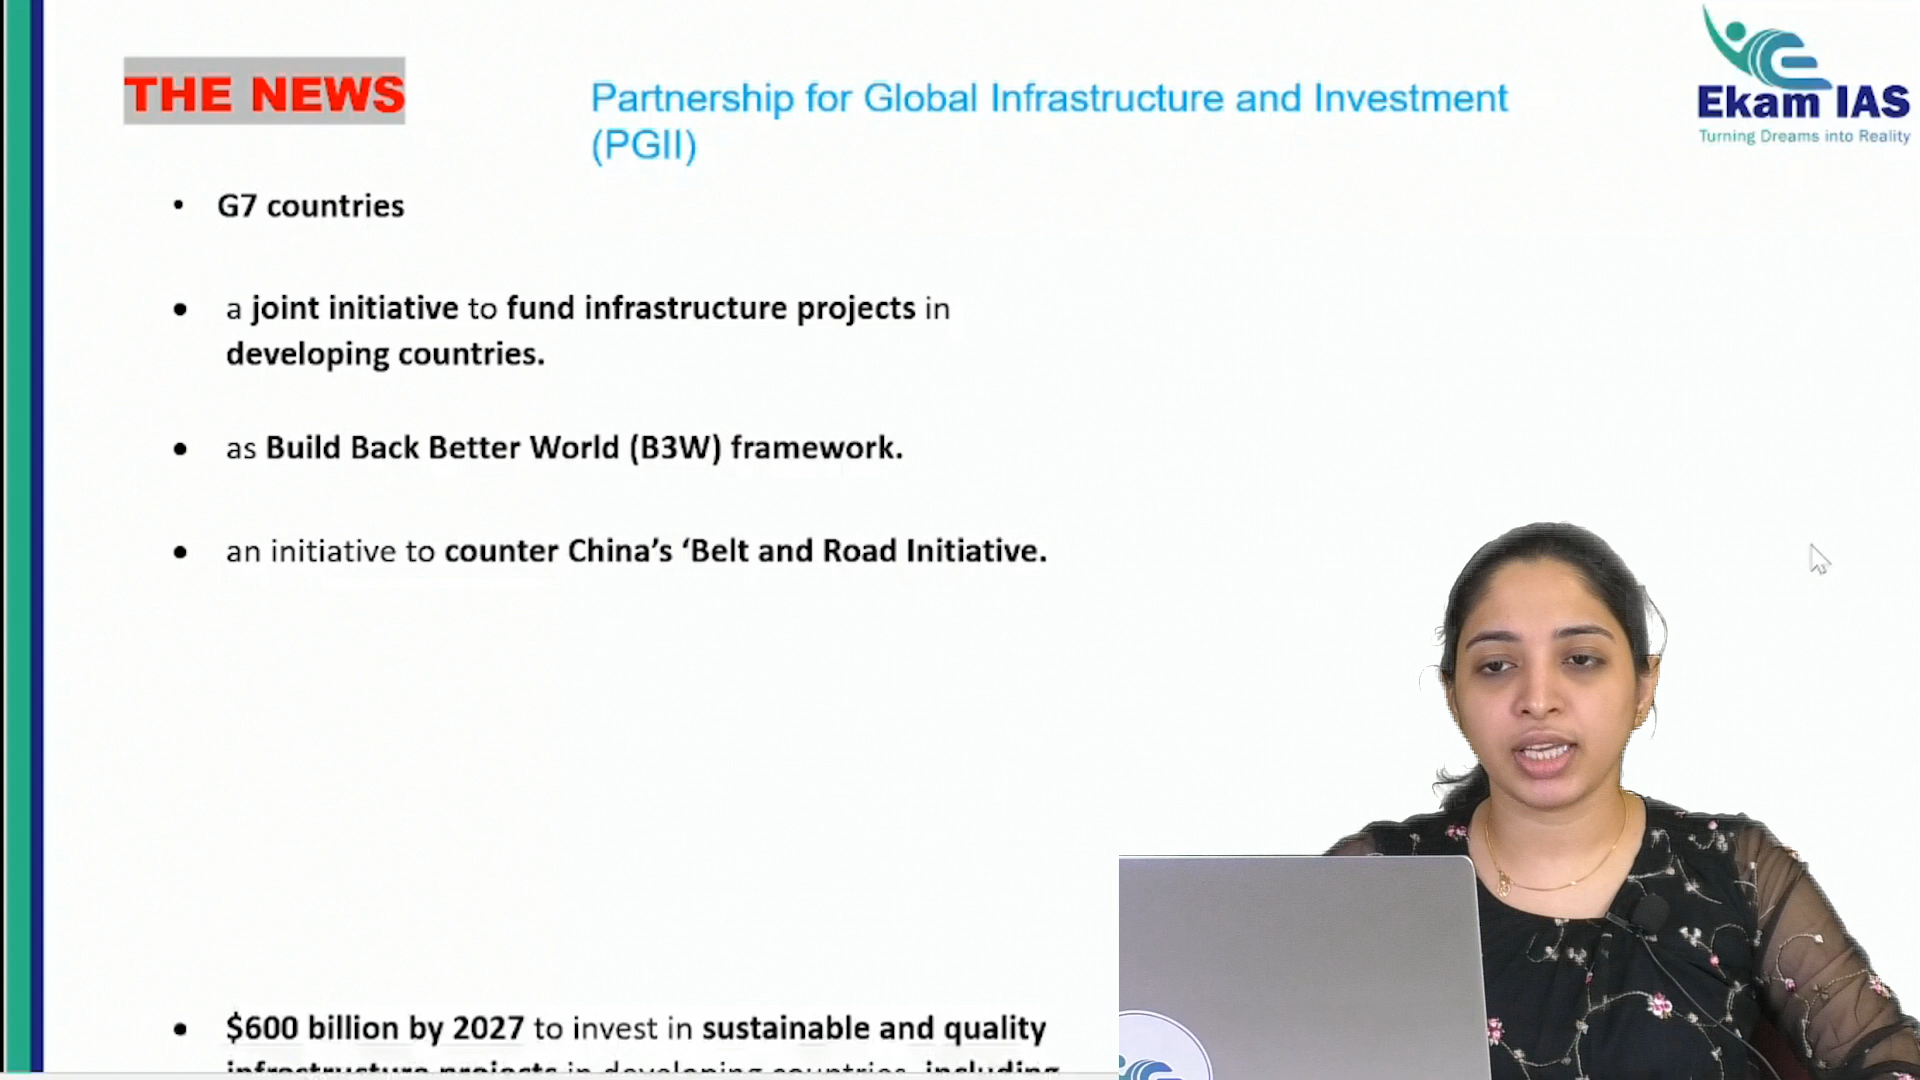 THE NEWS
Partnership for Global Infrastructure and Investment
(PGII)
Ekam IAS
Turning Dreams into Reality
• G7 countries
• a joint initiative to fund infrastructure projects in
developing countries.
• as Build Back Better World (B3W) framework.
• an initiative to counter China’s ‘Belt and Road Initiative.
• $600 billion by 2027 to invest in sustainable and quality
infrastructure projects in developing countries, including